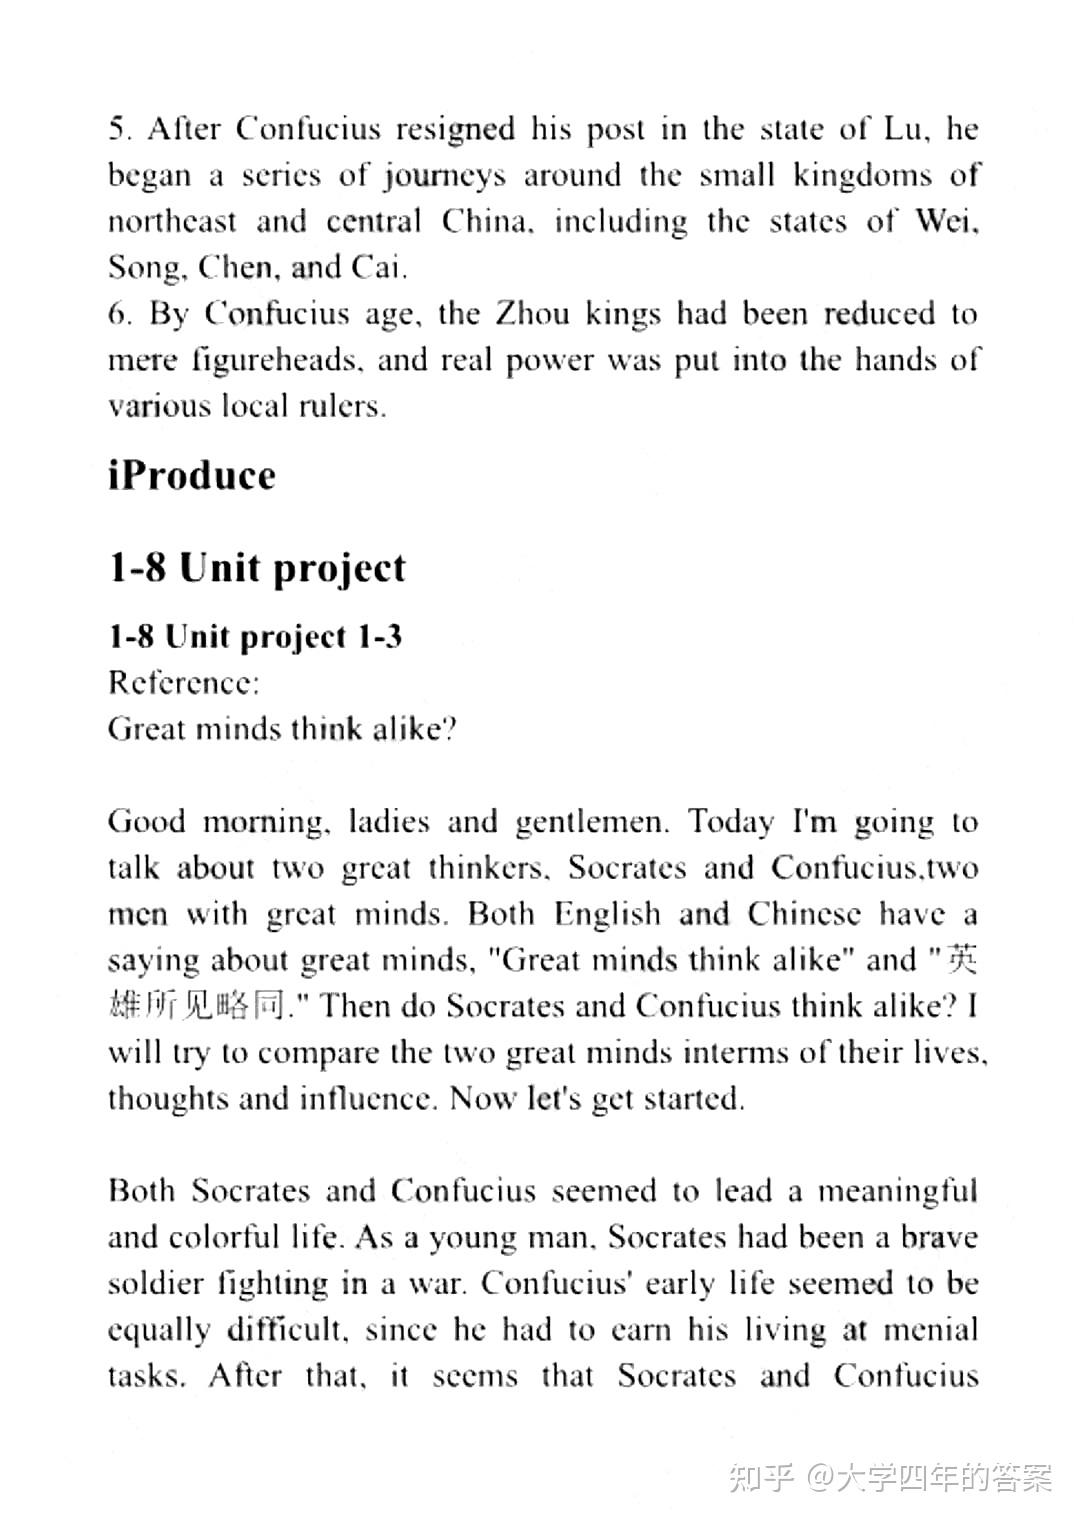 5. After Confucius resigned his post in the state of Lu, he
began a series of journeys around the small kingdoms of
northeast and central China, including the states of Wei,
Song, Chen, and Cai.
6. By Confucius age, the Zhou kings had been reduced to
mere figureheads, and real power was put into the hands of
various local rulers.
iProduce
1-8 Unit project
1-8 Unit project 1-3
Reference:
Great minds think alike?
Good morning, ladies and gentlemen. Today I'm going to
talk about two great thinkers, Socrates and Confucius,two
men with great minds. Both English and Chinese have a
saying about great minds, "Great minds think alike" and "英
雄所见略同." Then do Socrates and Confucius think alike? I
will try to compare the two great minds interms of their lives,
thoughts and influence. Now let's get started.
Both Socrates and Confucius seemed to lead a meaningful
and colorful life. As a young man, Socrates had been a brave
soldier fighting in a war. Confucius' early life seemed to be
equally difficult, since he had to earn his living at menial
tasks. After that, it seems that Socrates and Confucius
知乎 @大学四年的答案